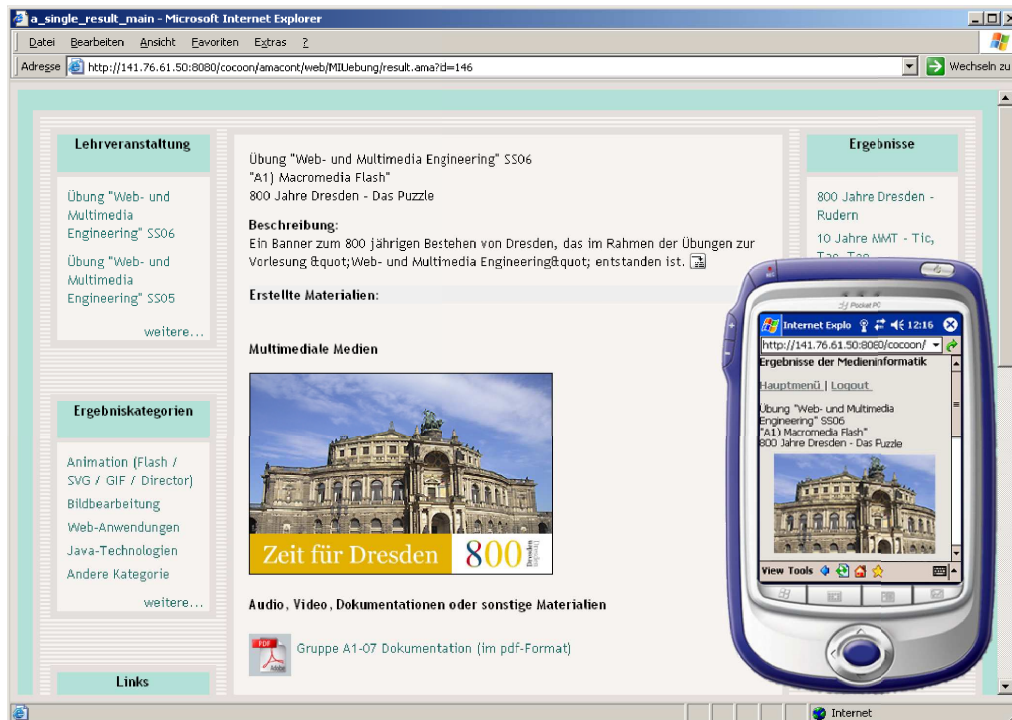 a_single_result_main - Microsoft Internet Explorer
Datei Bearbeiten Ansicht Favoriten Extras ?
Adresse http://141.76.61.50:8080/cocoon/amacont/web/MIUebung/result.ama?id=146 Wechseln zu
Lehrveranstaltung
Übung "Web- und
Multimedia
Engineering" SS06
Übung "Web- und
Multimedia
Engineering" SS05
weitere...
Ergebniskategorien
Animation (Flash /
SVG / GIF / Director)
Bildbearbeitung
Web-Anwendungen
Java-Technologien
Andere Kategorie
weitere...
Links
Übung "Web- und Multimedia Engineering" SS06
"A1) Macromedia Flash"
800 Jahre Dresden - Das Puzzle
Beschreibung:
Ein Banner zum 800 jährigen Bestehen von Dresden, das im Rahmen der Übungen zur
Vorlesung &quot;Web- und Multimedia Engineering&quot; entstanden ist.
Erstellte Materialien:
Multimediale Medien
Zeit für Dresden 800 Dresden
Audio, Video, Dokumentationen oder sonstige Materialien
PDF
Adobe
Gruppe A1-07 Dokumentation (im pdf-Format)
Ergebnisse
800 Jahre Dresden -
Rudern
10 Jahre MMT - Tic,
Tac, Toe
Pocket PC
Internet Explo 12:16
http://141.76.61.50:8080/cocoon/
Ergebnisse der Medieninformatik
Hauptmenü | Logout
Übung "Web- und Multimedia
Engineering" SS06
"A1) Macromedia Flash"
800 Jahre Dresden - Das Puzzle
View Tools
Internet